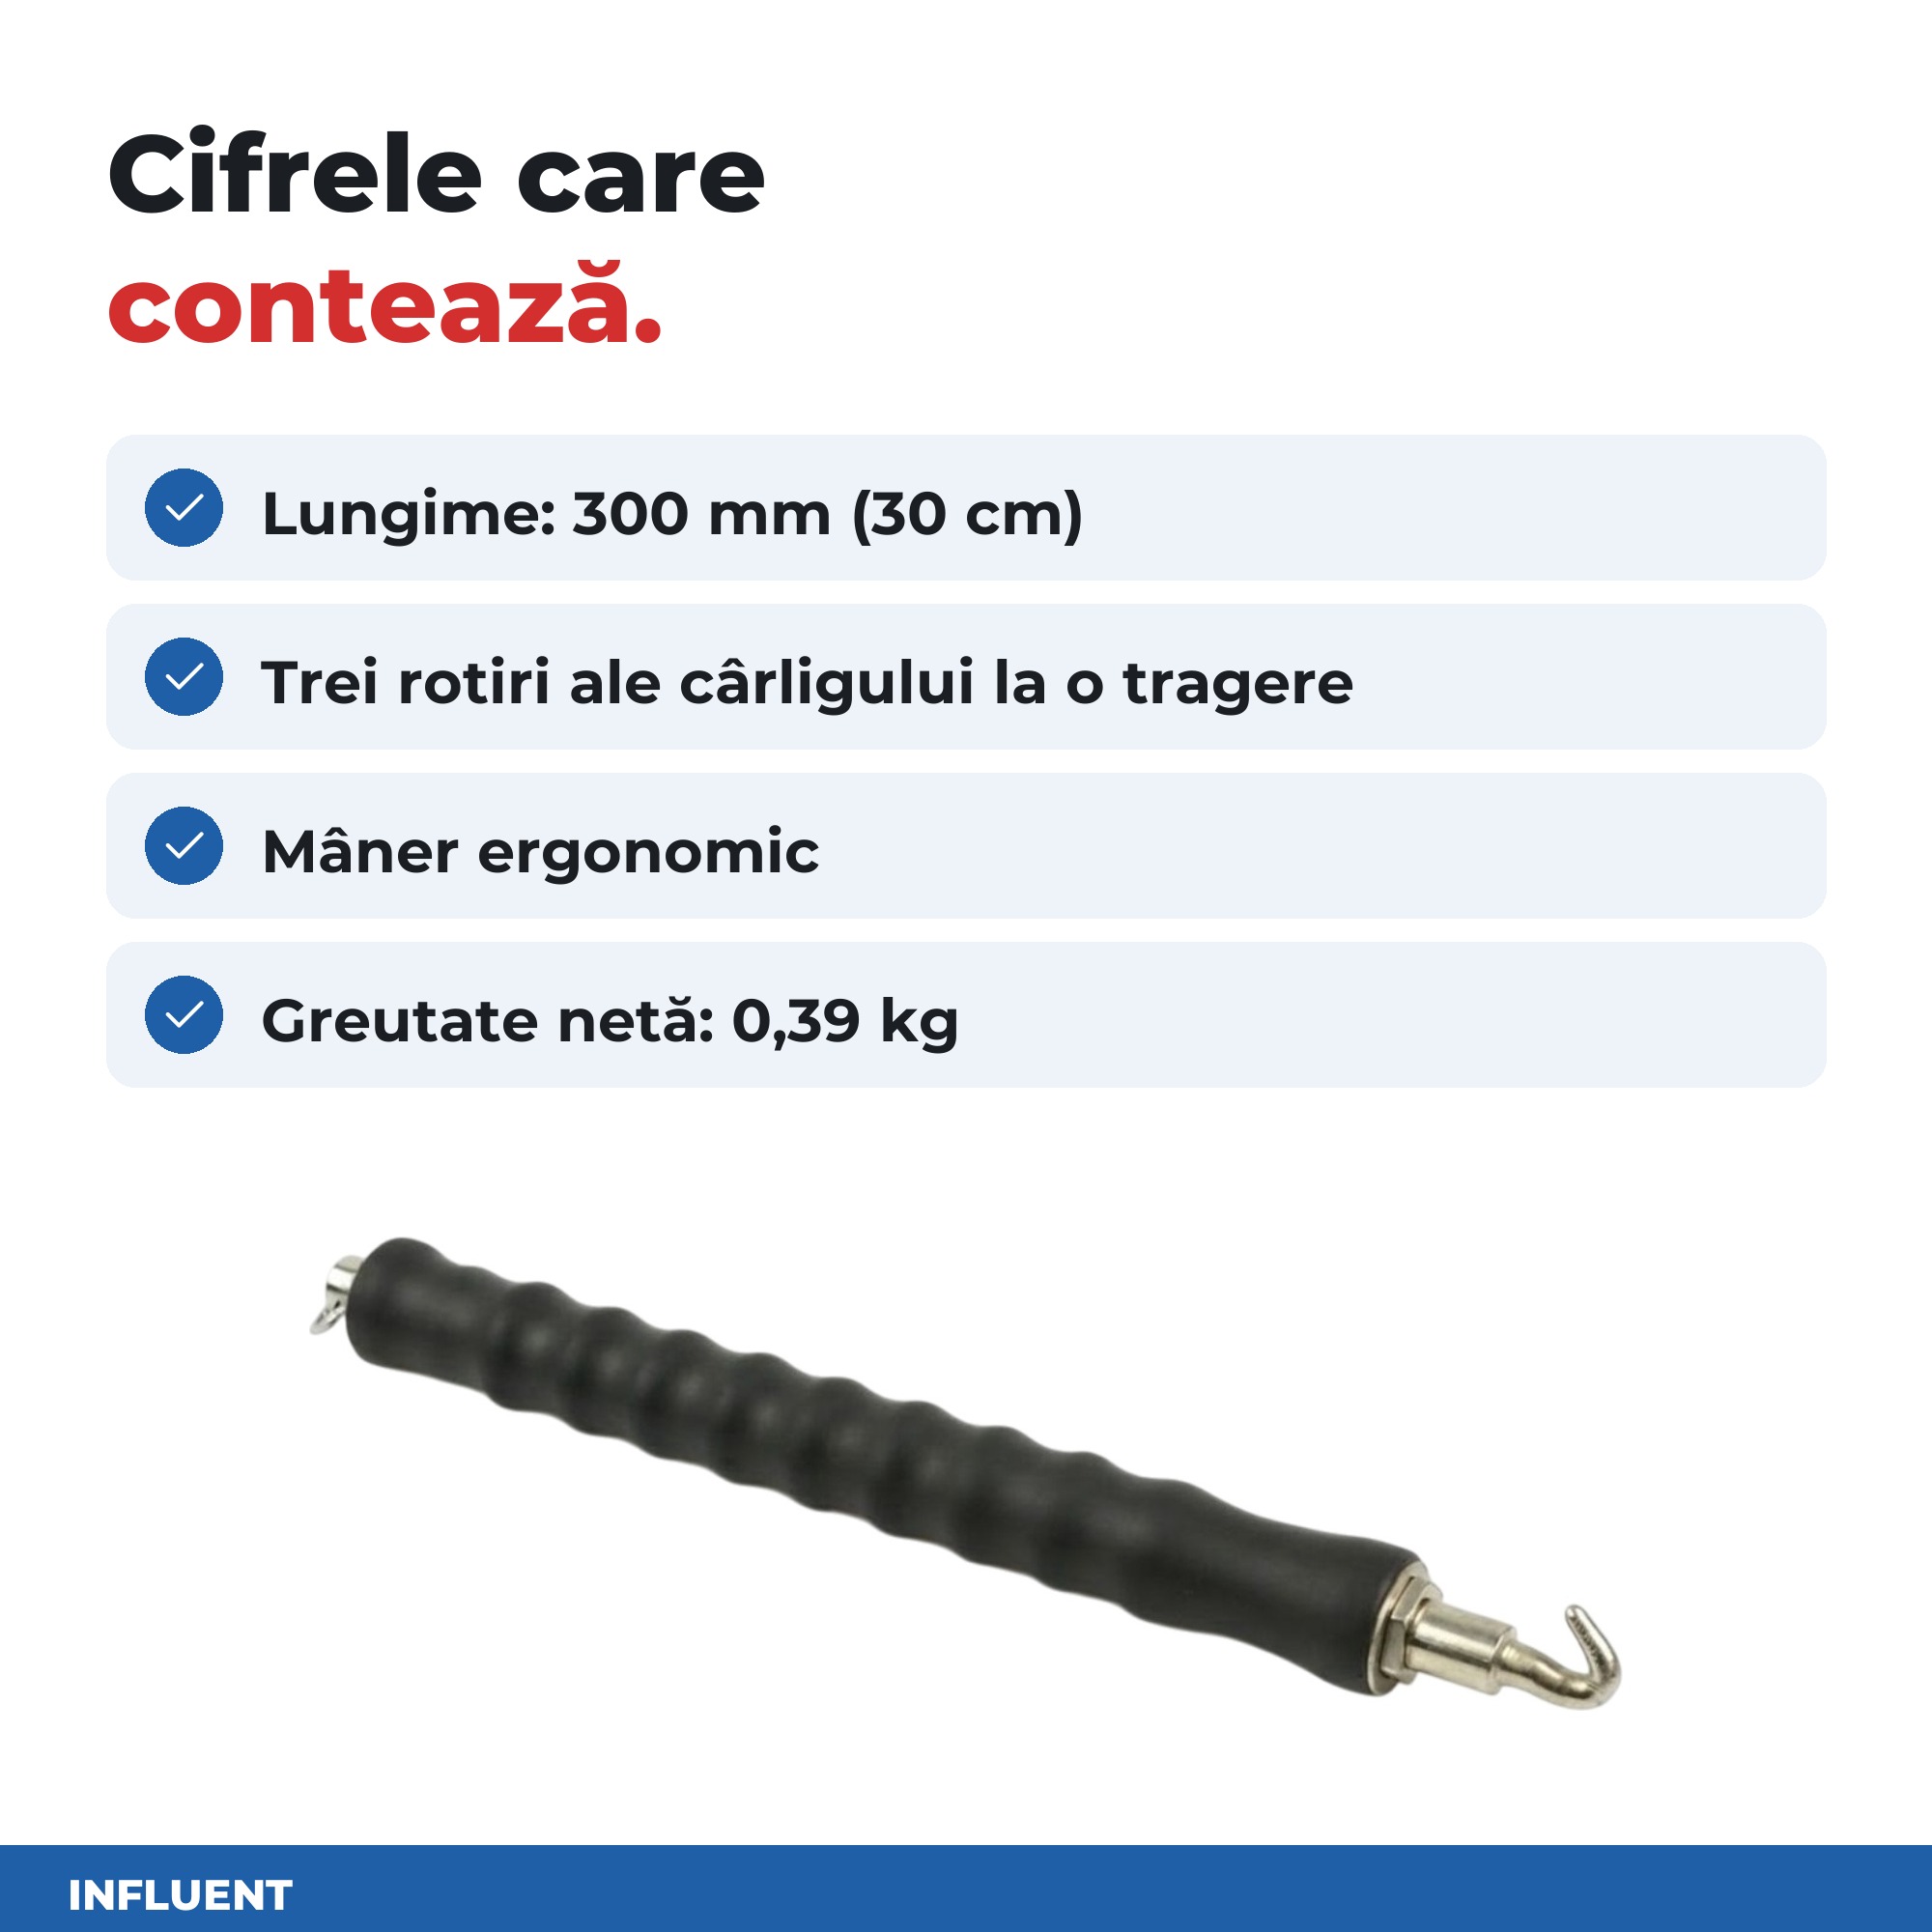 Cifrele care
contează.
Lungime: 300 mm (30 cm)
Trei rotiri ale cârligului la o tragere
Mâner ergonomic
Greutate netă: 0,39 kg
INFLUENT